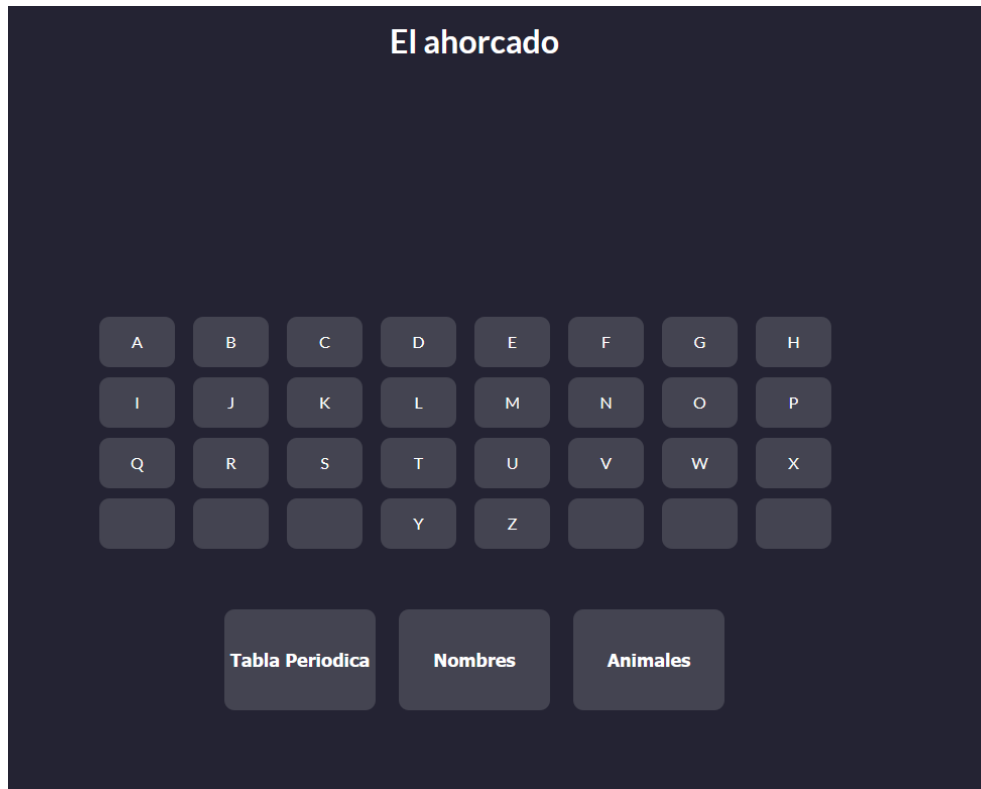 El ahorcado
A B C D E F G H
I J K L M N O P
Q R S T U V W X
Y Z
Tabla Periodica Nombres Animales